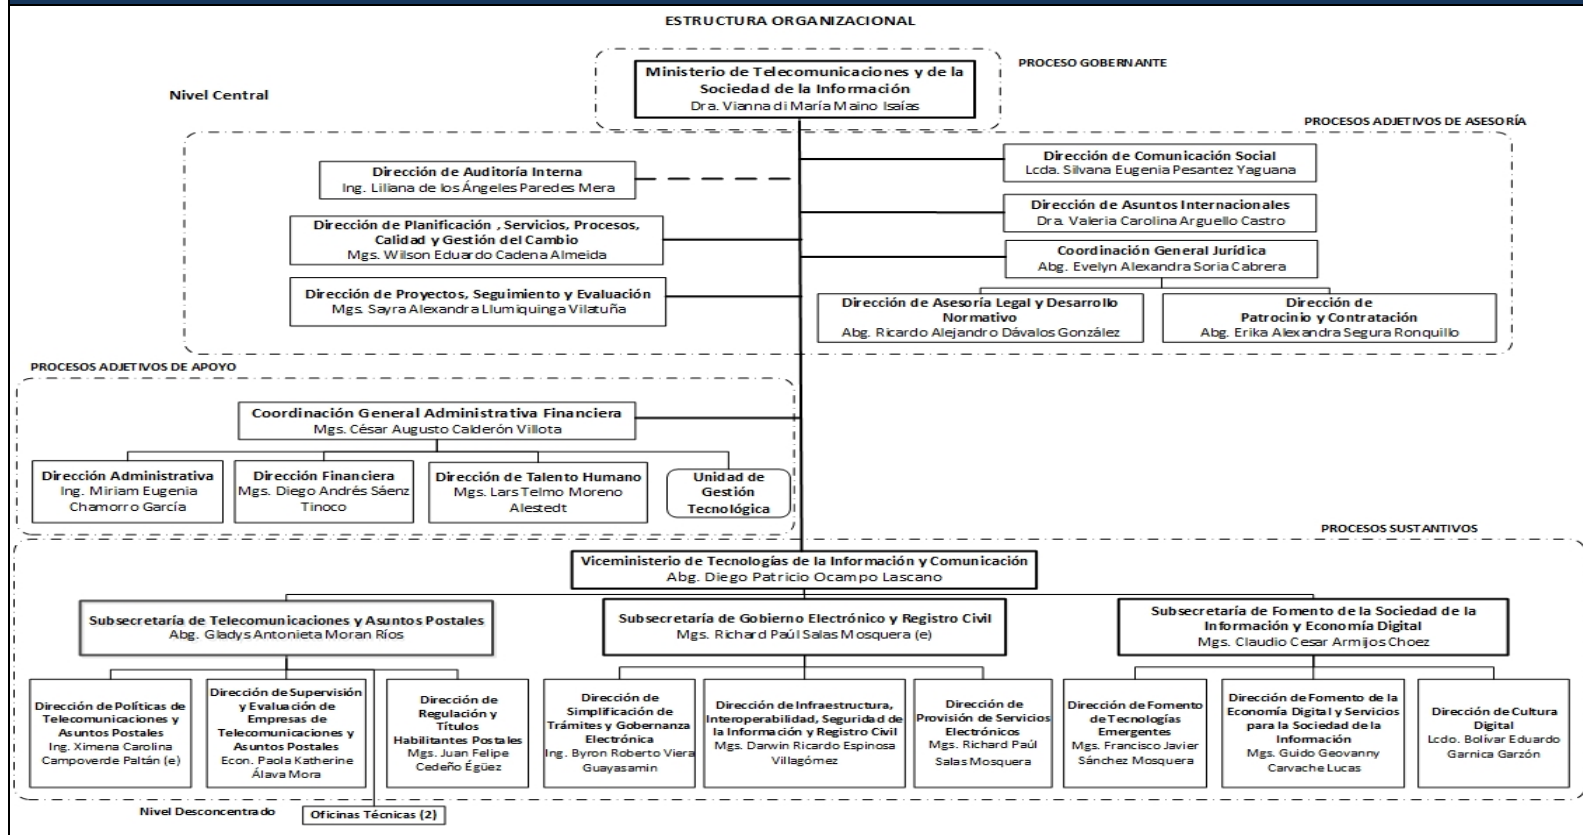 ESTRUCTURA ORGANIZACIONAL
PROCESO GOBERNANTE
Ministerio de Telecomunicaciones y de la
Sociedad de la Información
Dra. Vianna di María Maino Isaías
Nivel Central
PROCESOS ADJETIVOS DE ASESORÍA
Dirección de Auditoría Interna
Ing. Liliana de los Ángeles Paredes Mera
Dirección de Comunicación Social
Lcda. Silvana Eugenia Pesantez Yaguana
Dirección de Planificación , Servicios, Procesos,
Calidad y Gestión del Cambio
Mgs. Wilson Eduardo Cadena Almeida
Dirección de Asuntos Internacionales
Dra. Valeria Carolina Arguello Castro
Coordinación General Jurídica
Abg. Evelyn Alexandra Soria Cabrera
Dirección de Proyectos, Seguimiento y Evaluación
Mgs. Sayra Alexandra Llumiquinga Vilatuña
Dirección de Asesoría Legal y Desarrollo
Normativo
Abg. Ricardo Alejandro Dávalos González
Dirección de
Patrocinio y Contratación
Abg. Erika Alexandra Segura Ronquillo
PROCESOS ADJETIVOS DE APOYO
Coordinación General Administrativa Financiera
Mgs. César Augusto Calderón Villota
Dirección Administrativa
Ing. Miriam Eugenia
Chamorro García
Dirección Financiera
Mgs. Diego Andrés Sáenz
Tinoco
Dirección de Talento Humano
Mgs. Lars Telmo Moreno
Alestedt
Unidad de
Gestión
Tecnológica
PROCESOS SUSTANTIVOS
Viceministerio de Tecnologías de la Información y Comunicación
Abg. Diego Patricio Ocampo Lascano
Subsecretaría de Telecomunicaciones y Asuntos Postales
Abg. Gladys Antonieta Moran Ríos
Subsecretaría de Gobierno Electrónico y Registro Civil
Mgs. Richard Paúl Salas Mosquera (e)
Subsecretaría de Fomento de la Sociedad de la
Información y Economía Digital
Mgs. Claudio Cesar Armijos Choez
Dirección de Políticas de
Telecomunicaciones y
Asuntos Postales
Ing. Ximena Carolina
Campoverde Paltán (e)
Dirección de Supervisión
y Evaluación de
Empresas de
Telecomunicaciones y
Asuntos Postales
Econ. Paola Katherine
Álava Mora
Dirección de
Regulación y
Títulos
Habilitantes Postales
Mgs. Juan Felipe
Cedeño Égüez
Dirección de
Simplificación de
Trámites y Gobernanza
Electrónica
Ing. Byron Roberto Viera
Guayasamin
Dirección de Infraestructura,
Interoperabilidad, Seguridad de
la Información y Registro Civil
Mgs. Darwin Ricardo Espinosa
Villagómez
Dirección de
Provisión de Servicios
Electrónicos
Mgs. Richard Paúl
Salas Mosquera
Dirección de Fomento
de Tecnologías
Emergentes
Mgs. Francisco Javier
Sánchez Mosquera
Dirección de Fomento de la
Economía Digital y Servicios
para la Sociedad de la
Información
Mgs. Guido Geovanny
Carvache Lucas
Dirección de Cultura
Digital
Lcdo. Bolívar Eduardo
Garnica Garzón
Nivel Desconcentrado
Oficinas Técnicas (2)